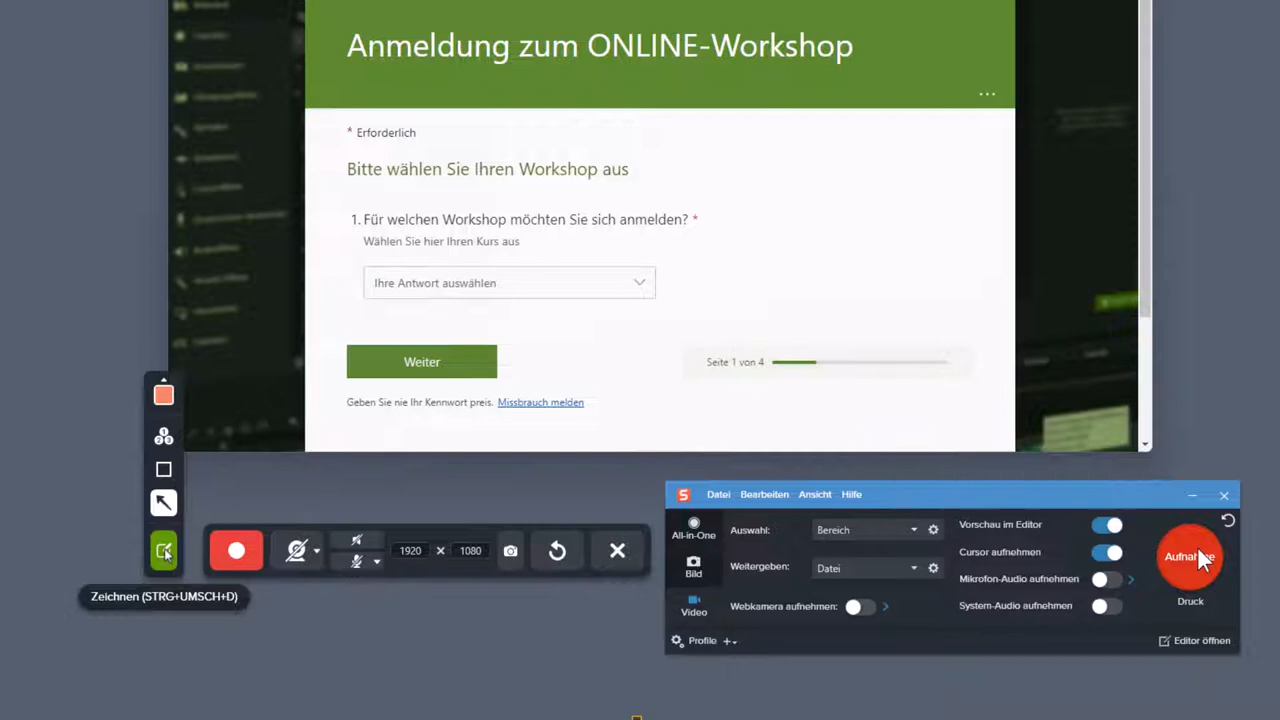 Anmeldung zum ONLINE-Workshop
...
* Erforderlich
Bitte wählen Sie Ihren Workshop aus
1. Für welchen Workshop möchten Sie sich anmelden? *
Wählen Sie hier Ihren Kurs aus
Ihre Antwort auswählen
Weiter
Seite 1 von 4
Geben Sie nie Ihr Kennwort preis. Missbrauch melden
1920 × 1080
Zeichnen (STRG+UMSCH+D)
S Datei Bearbeiten Ansicht Hilfe
All-in-One
Bild
Video
Auswahl: Bereich
Weitergeben: Datei
Webkamera aufnehmen:
Vorschau im Editor
Cursor aufnehmen
Mikrofon-Audio aufnehmen
System-Audio aufnehmen
Aufnahme
Druck
Profile
Editor öffnen